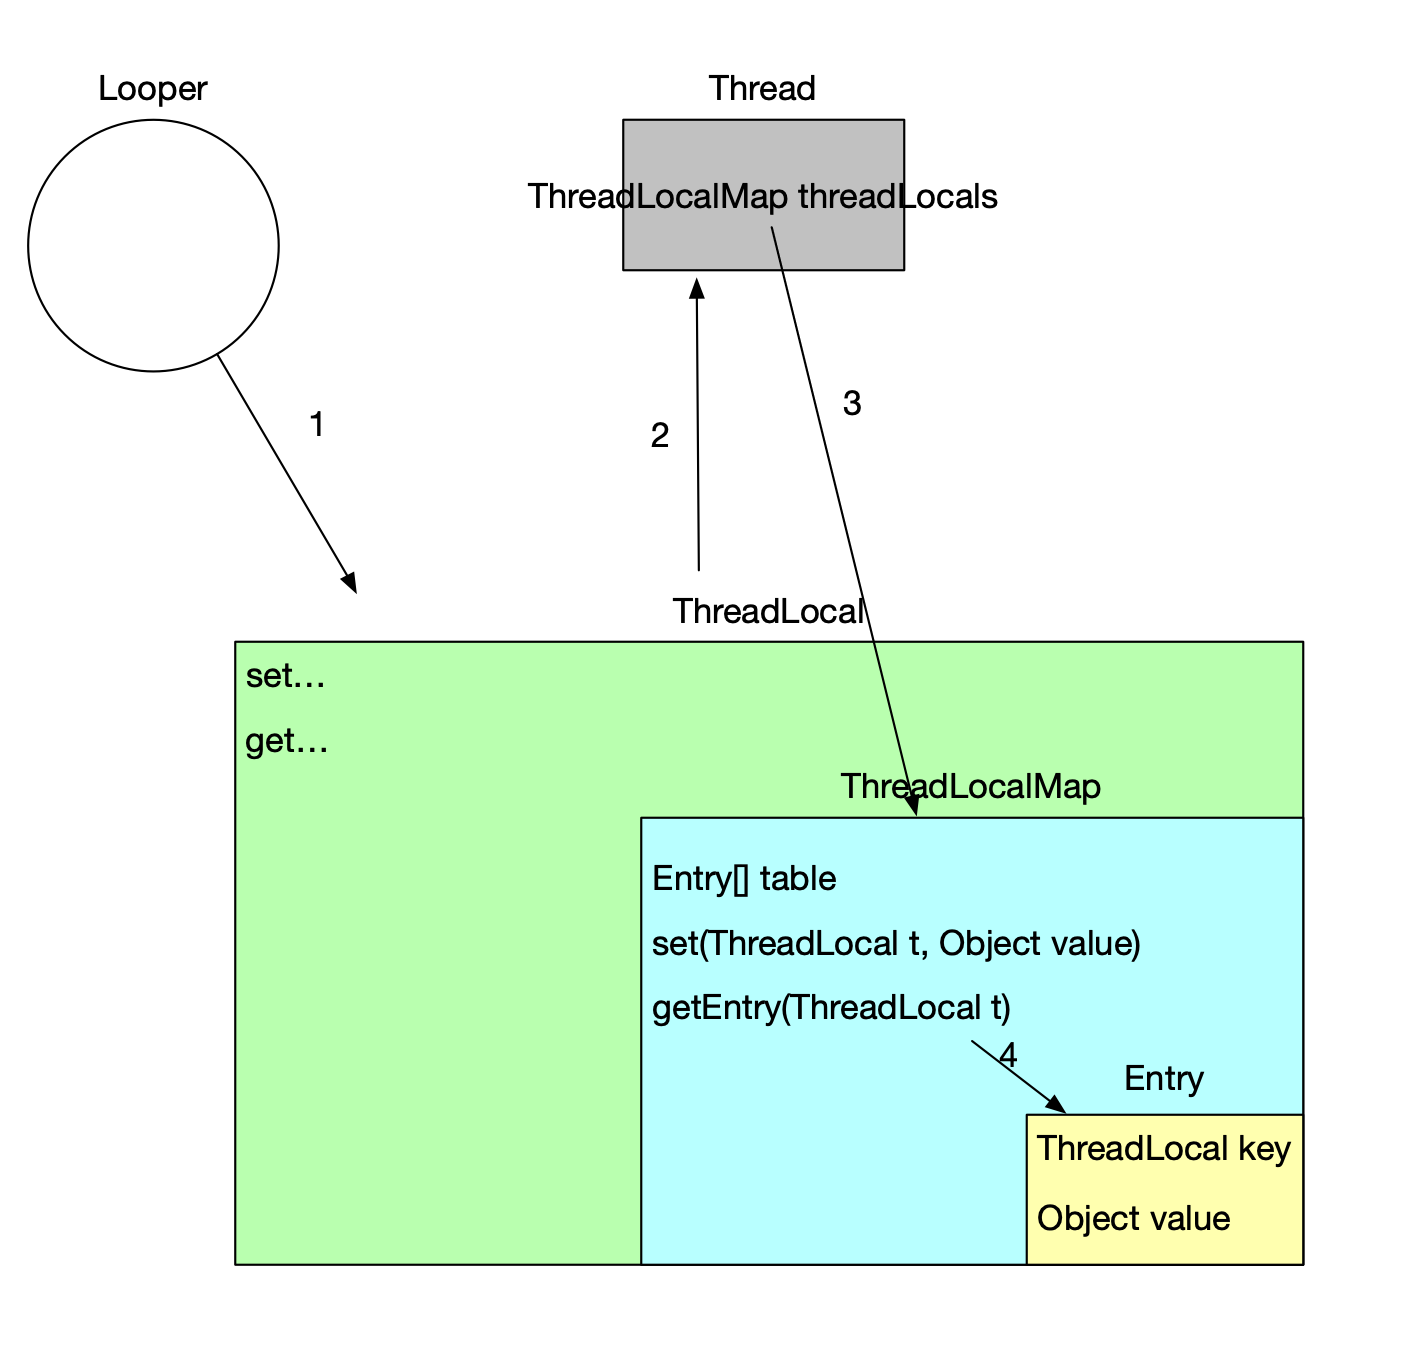 Looper
Thread
ThreadLocalMap threadLocals
1
2
3
ThreadLocal
set…
get…
ThreadLocalMap
Entry[] table
set(ThreadLocal t, Object value)
getEntry(ThreadLocal t)
4
Entry
ThreadLocal key
Object value